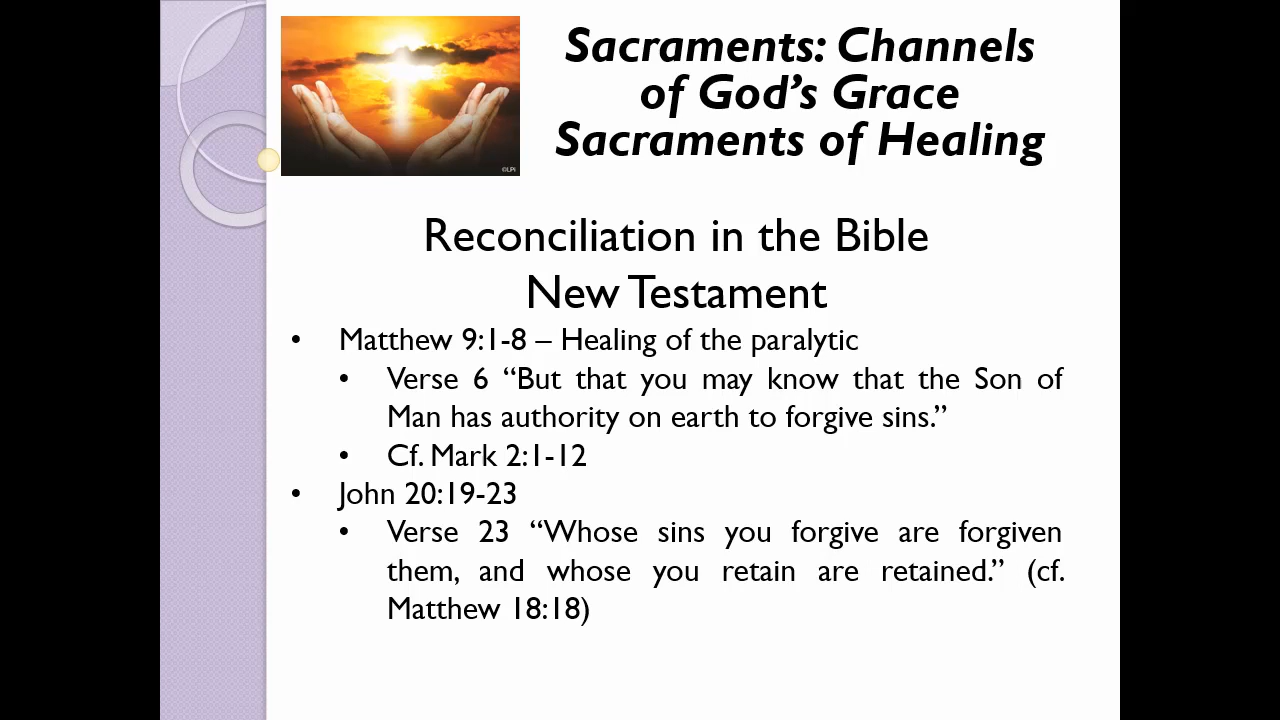 Sacraments: Channels
of God’s Grace
Sacraments of Healing
©LPi
Reconciliation in the Bible
New Testament
• Matthew 9:1-8 – Healing of the paralytic
• Verse 6 “But that you may know that the Son of
Man has authority on earth to forgive sins.”
• Cf. Mark 2:1-12
• John 20:19-23
• Verse 23 “Whose sins you forgive are forgiven
them, and whose you retain are retained.” (cf.
Matthew 18:18)